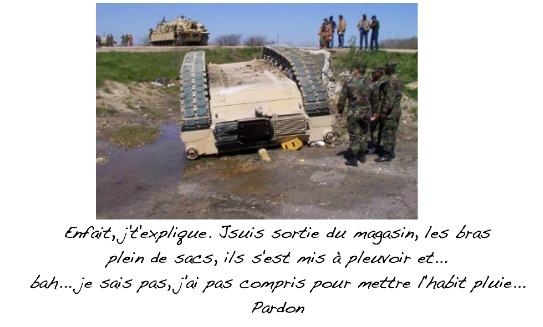 Enfait, j't'explique. Jsuis sortie du magasin, les bras
plein de sacs, ils s'est mis à pleuvoir et...
bah... je sais pas, j'ai pas compris pour mettre l'habit pluie...
Pardon